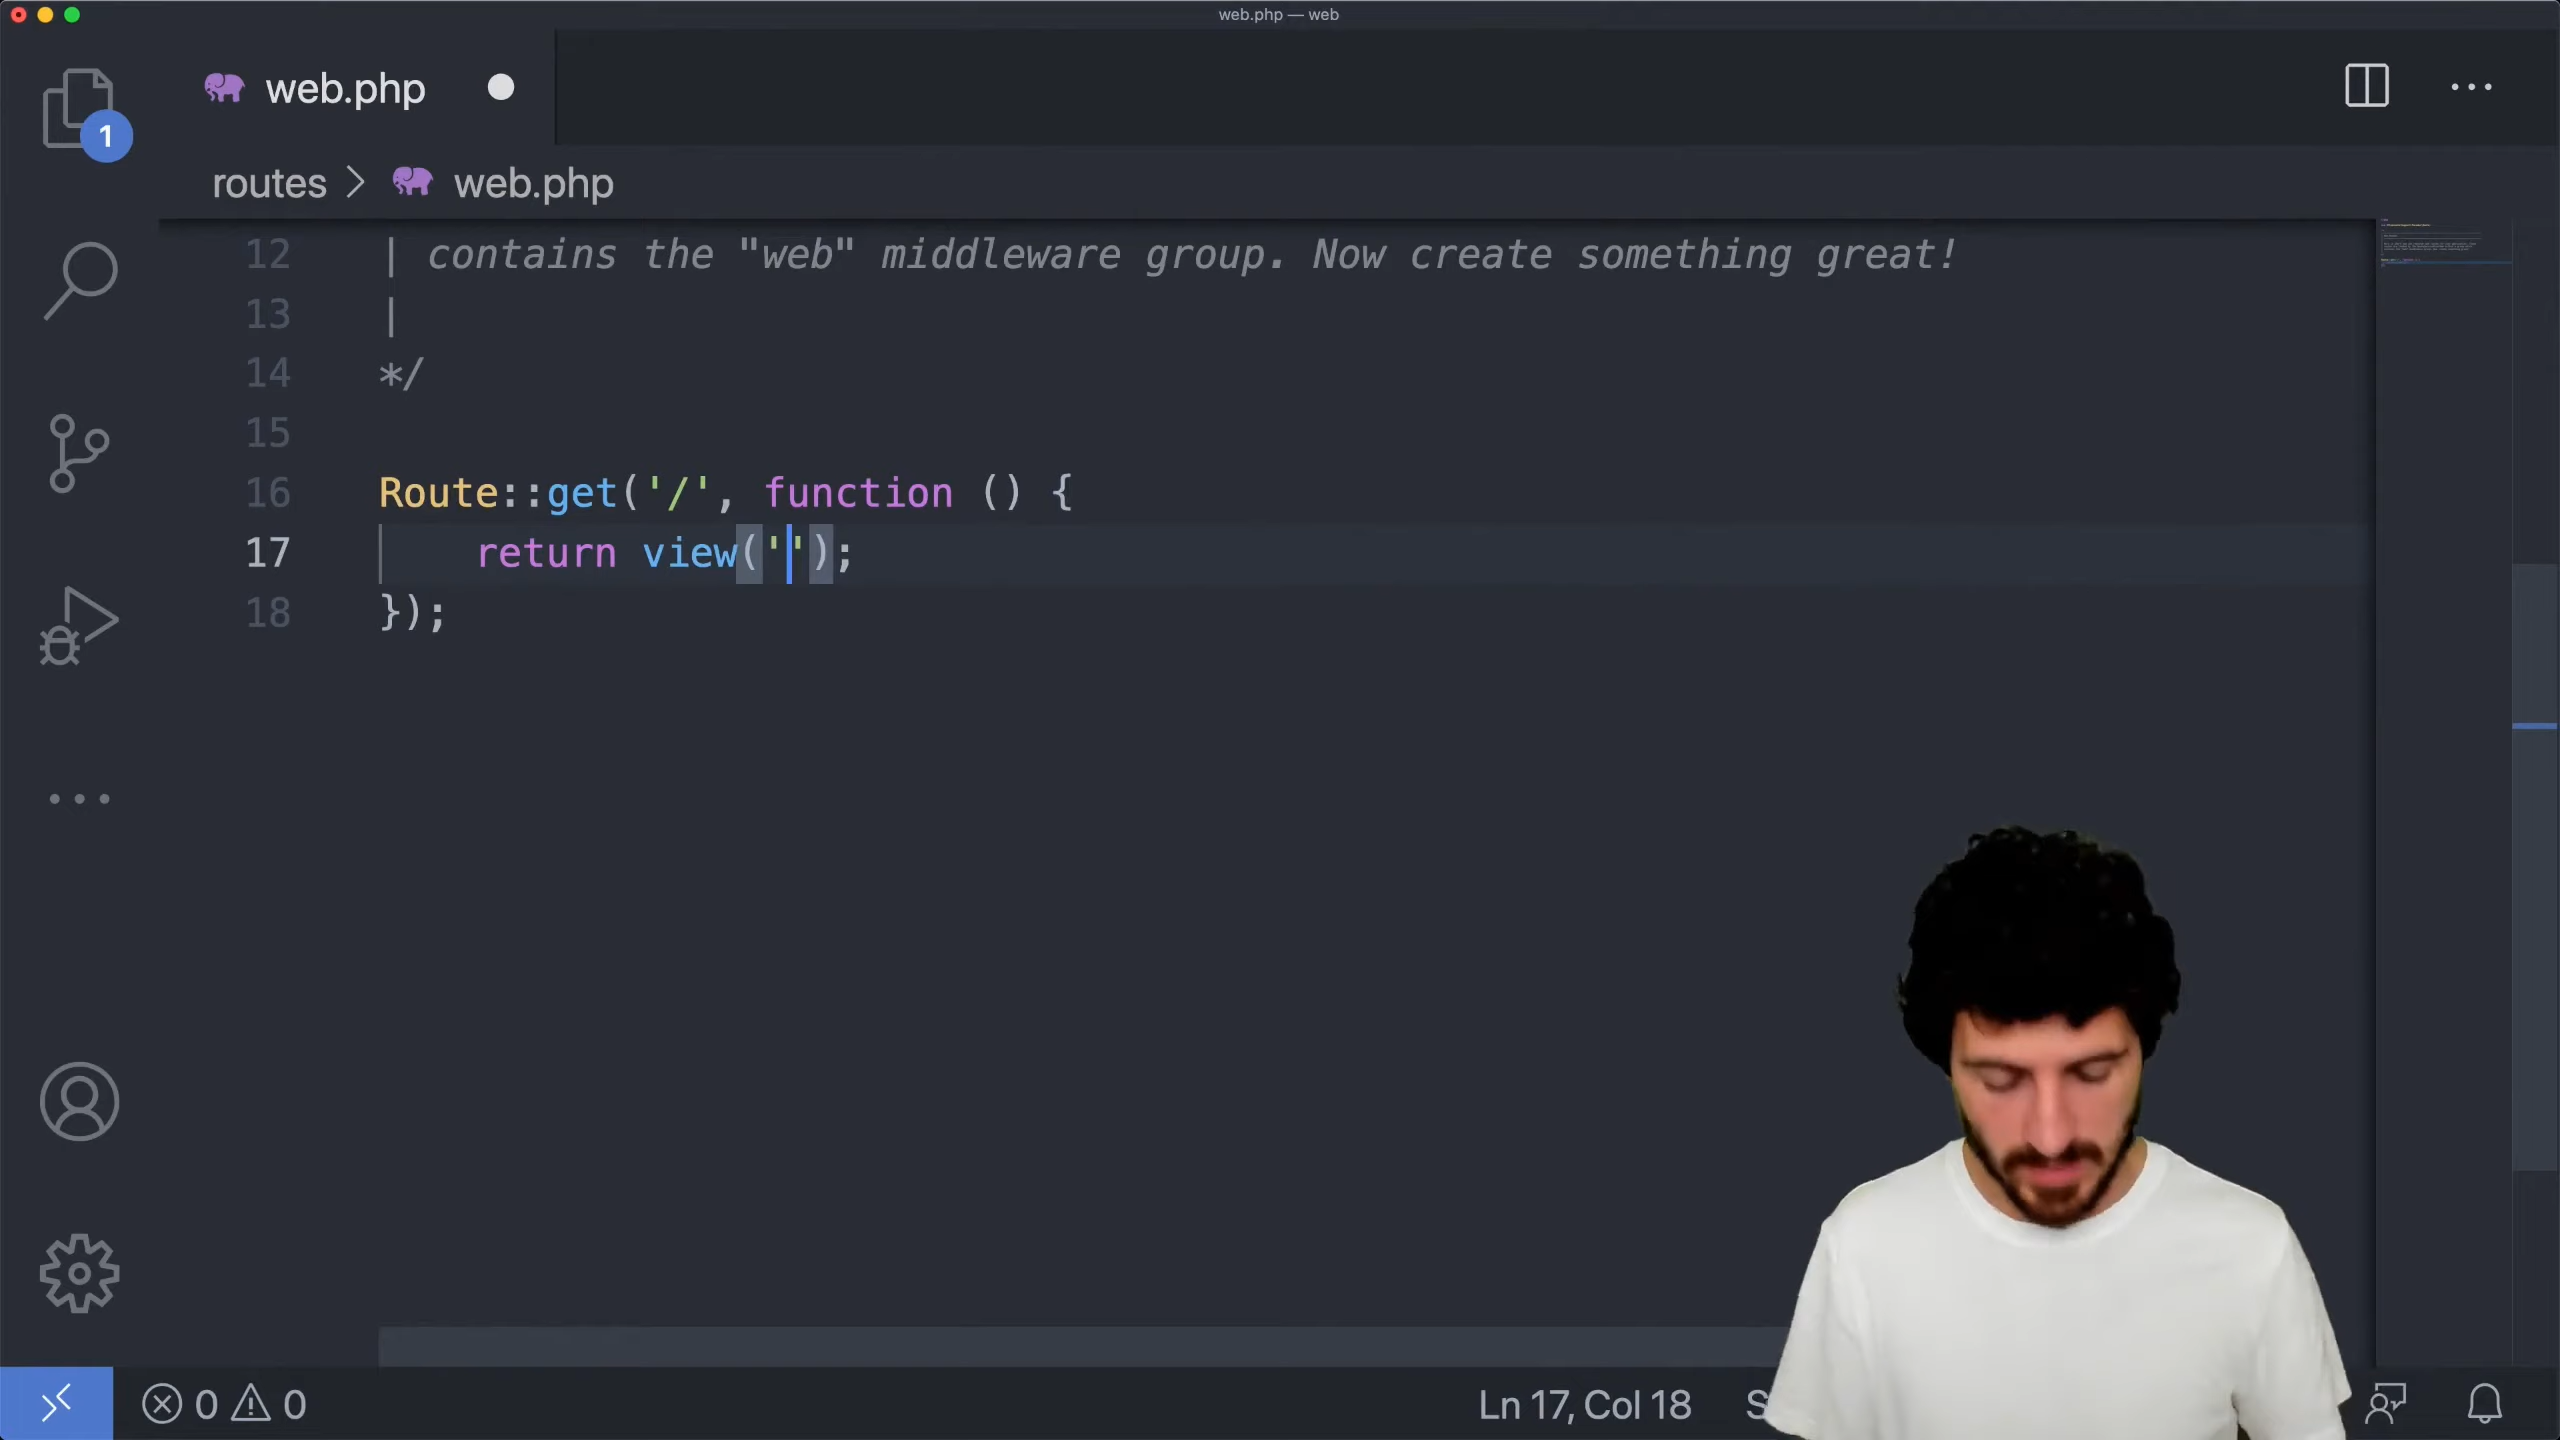 web.php — web
web.php
1
routes > web.php
12 | contains the "web" middleware group. Now create something great!
13 |
14 */
15
16 Route::get('/', function () {
17     return view('');
18 });
0 0
Ln 17, Col 18